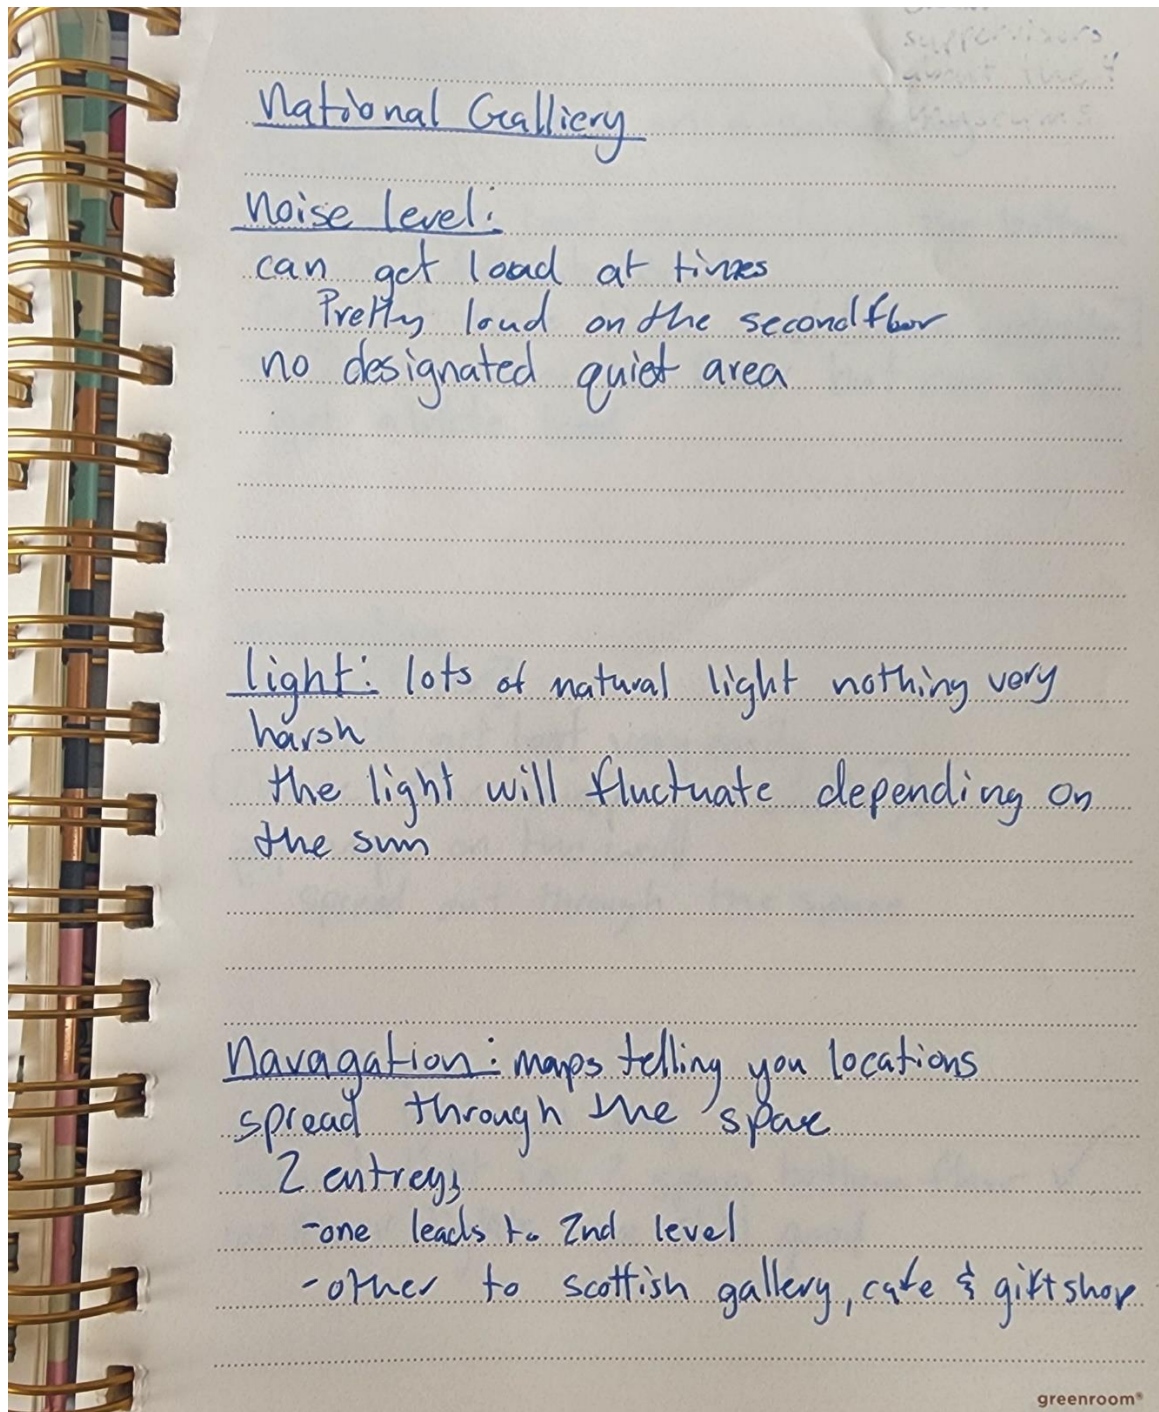 National Galliery
Noise level:
can get load at times
Pretty loud on the second floor
no designated quiet area
light: lots of natural light nothing very
harsh
the light will fluctuate depending on
the sun
Navagation: maps telling you locations
spread through the space
2 entreys
-one leads to 2nd level
-other to scottish gallery, cafe & giftshop
greenroom®